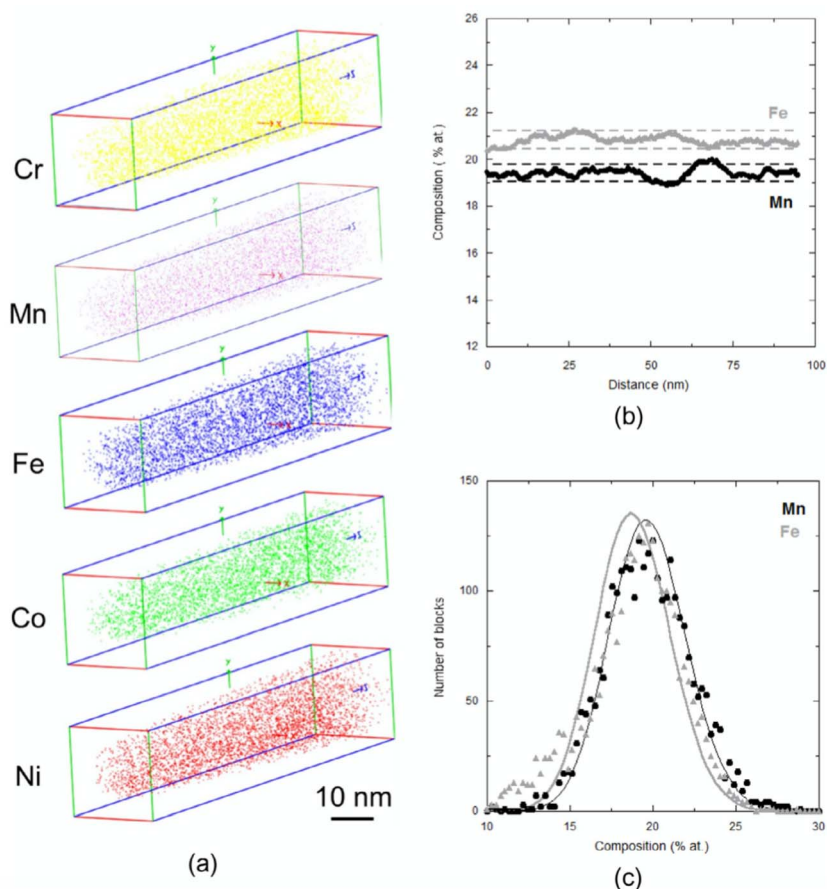 Cr
y
x
z
Mn
y
x
z
Fe
y
x
z
Co
y
x
z
Ni
y
x
z
10 nm
(a)
26
24
22
20
18
16
14
12
Composition ( % at.)
Fe
Mn
0
25
50
75
100
Distance (nm)
(b)
150
100
50
0
Number of blocks
Mn
Fe
10
15
20
25
30
Composition (% at.)
(c)